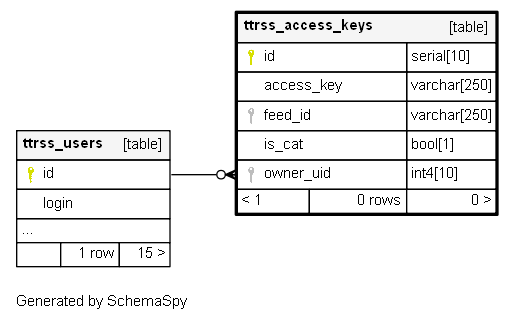 ttrss_access_keys [table]
id serial[10]
access_key varchar[250]
feed_id varchar[250]
is_cat bool[1]
owner_uid int4[10]
< 1 0 rows 0 >
ttrss_users [table]
id
login
...
1 row 15 >
Generated by SchemaSpy